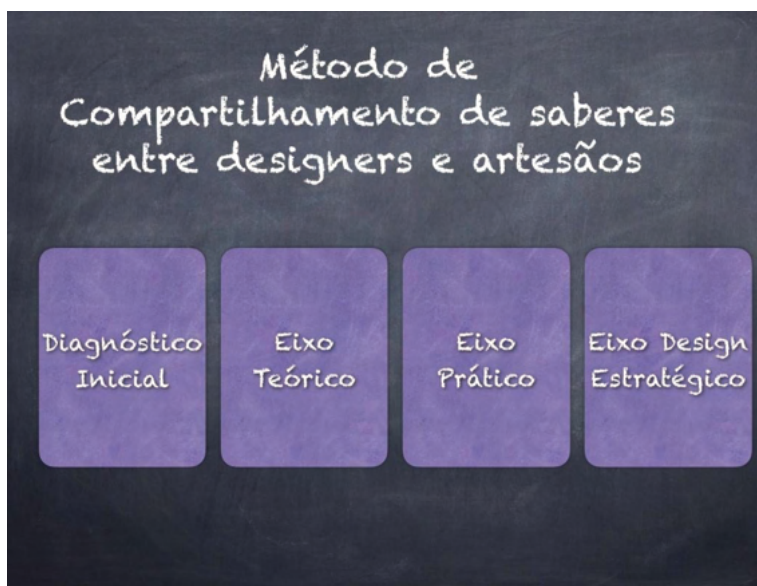 Método de
Compartilhamento de saberes
entre designers e artesãos
Diagnóstico
Inicial
Eixo
Teórico
Eixo
Prático
Eixo Design
Estratégico